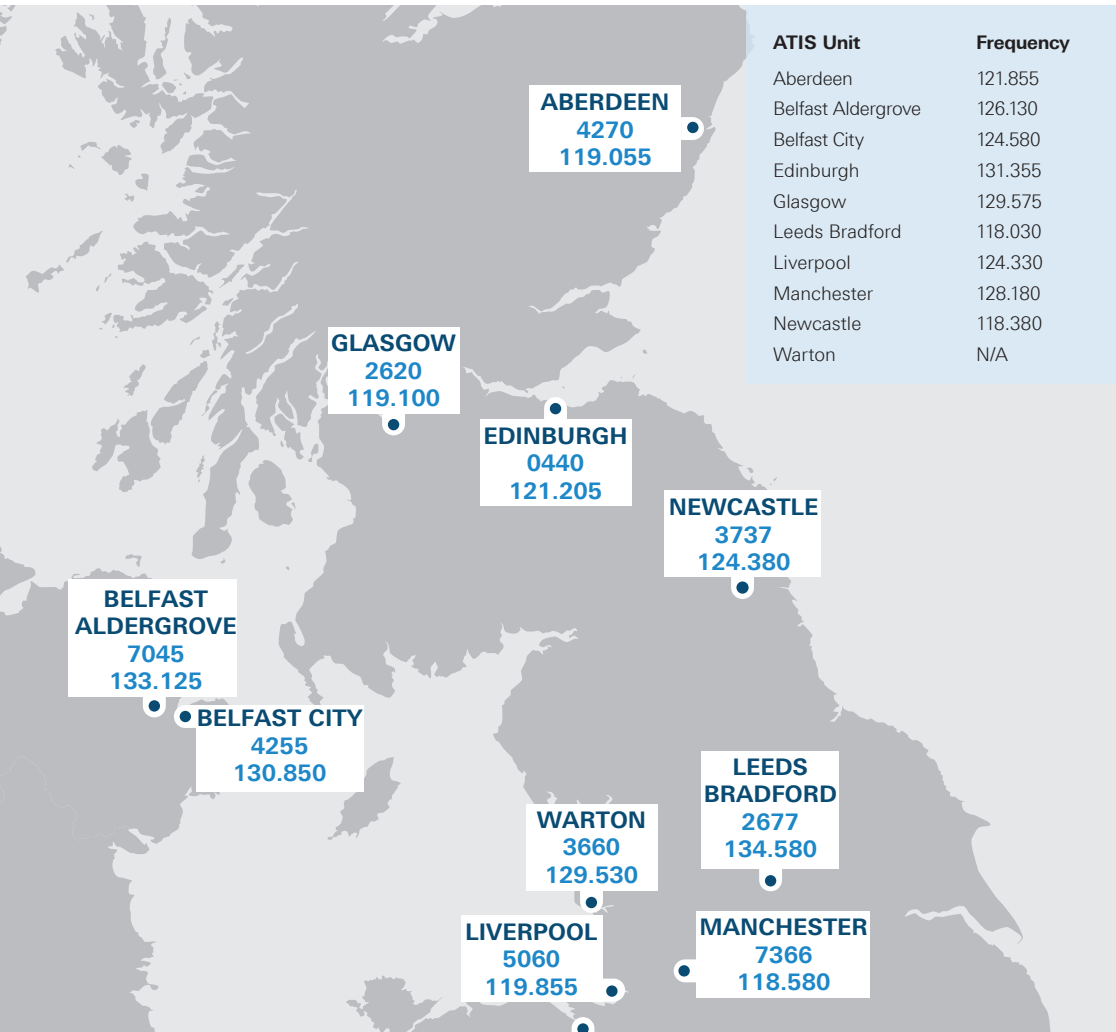 ATIS Unit Frequency
Aberdeen 121.855
Belfast Aldergrove 126.130
Belfast City 124.580
Edinburgh 131.355
Glasgow 129.575
Leeds Bradford 118.030
Liverpool 124.330
Manchester 128.180
Newcastle 118.380
Warton N/A
ABERDEEN
4270
119.055
GLASGOW
2620
119.100
EDINBURGH
0440
121.205
NEWCASTLE
3737
124.380
BELFAST
ALDERGROVE
7045
133.125
BELFAST CITY
4255
130.850
LEEDS
BRADFORD
2677
134.580
WARTON
3660
129.530
LIVERPOOL
5060
119.855
MANCHESTER
7366
118.580